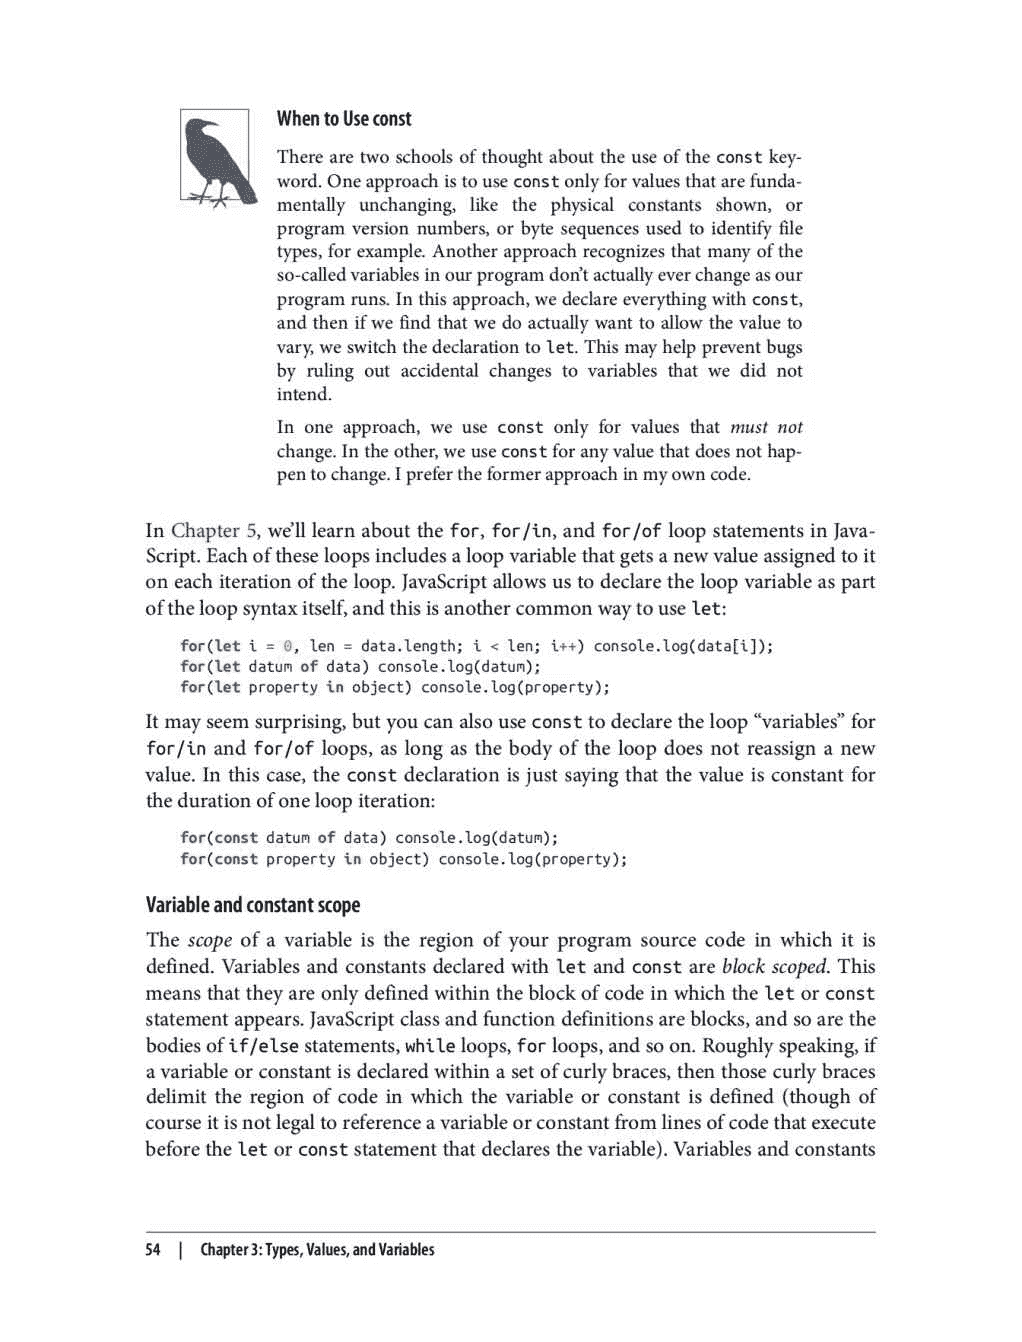 When to Use const
There are two schools of thought about the use of the const key-
word. One approach is to use const only for values that are funda-
mentally unchanging, like the physical constants shown, or
program version numbers, or byte sequences used to identify file
types, for example. Another approach recognizes that many of the
so-called variables in our program don’t actually ever change as our
program runs. In this approach, we declare everything with const,
and then if we find that we do actually want to allow the value to
vary, we switch the declaration to let. This may help prevent bugs
by ruling out accidental changes to variables that we did not
intend.
In one approach, we use const only for values that must not
change. In the other, we use const for any value that does not hap-
pen to change. I prefer the former approach in my own code.
In Chapter 5, we’ll learn about the for, for/in, and for/of loop statements in Java-
Script. Each of these loops includes a loop variable that gets a new value assigned to it
on each iteration of the loop. JavaScript allows us to declare the loop variable as part
of the loop syntax itself, and this is another common way to use let:
for(let i = 0, len = data.length; i < len; i++) console.log(data[i]);
for(let datum of data) console.log(datum);
for(let property in object) console.log(property);
It may seem surprising, but you can also use const to declare the loop “variables” for
for/in and for/of loops, as long as the body of the loop does not reassign a new
value. In this case, the const declaration is just saying that the value is constant for
the duration of one loop iteration:
for(const datum of data) console.log(datum);
for(const property in object) console.log(property);
Variable and constant scope
The scope of a variable is the region of your program source code in which it is
defined. Variables and constants declared with let and const are block scoped. This
means that they are only defined within the block of code in which the let or const
statement appears. JavaScript class and function definitions are blocks, and so are the
bodies of if/else statements, while loops, for loops, and so on. Roughly speaking, if
a variable or constant is declared within a set of curly braces, then those curly braces
delimit the region of code in which the variable or constant is defined (though of
course it is not legal to reference a variable or constant from lines of code that execute
before the let or const statement that declares the variable). Variables and constants
54 | Chapter 3: Types, Values, and Variables